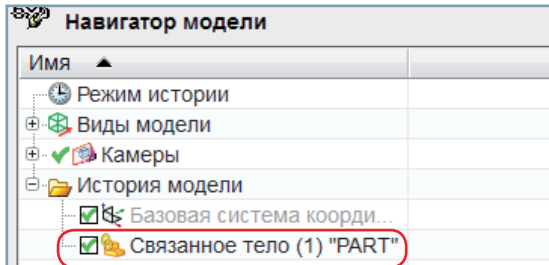 Навигатор модели
Имя
Режим истории
Виды модели
Камеры
История модели
Базовая система коорди...
Связанное тело (1) "PART"